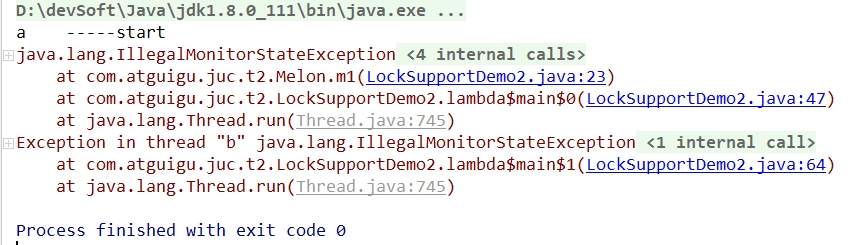 D:\devSoft\Java\jdk1.8.0_111\bin\java.exe ...
a    -----start
java.lang.IllegalMonitorStateException <4 internal calls>
    at com.atguigu.juc.t2.Melon.m1(LockSupportDemo2.java:23)
    at com.atguigu.juc.t2.LockSupportDemo2.lambda$main$0(LockSupportDemo2.java:47)
    at java.lang.Thread.run(Thread.java:745)
Exception in thread "b" java.lang.IllegalMonitorStateException <1 internal call>
    at com.atguigu.juc.t2.LockSupportDemo2.lambda$main$1(LockSupportDemo2.java:64)
    at java.lang.Thread.run(Thread.java:745)
Process finished with exit code 0